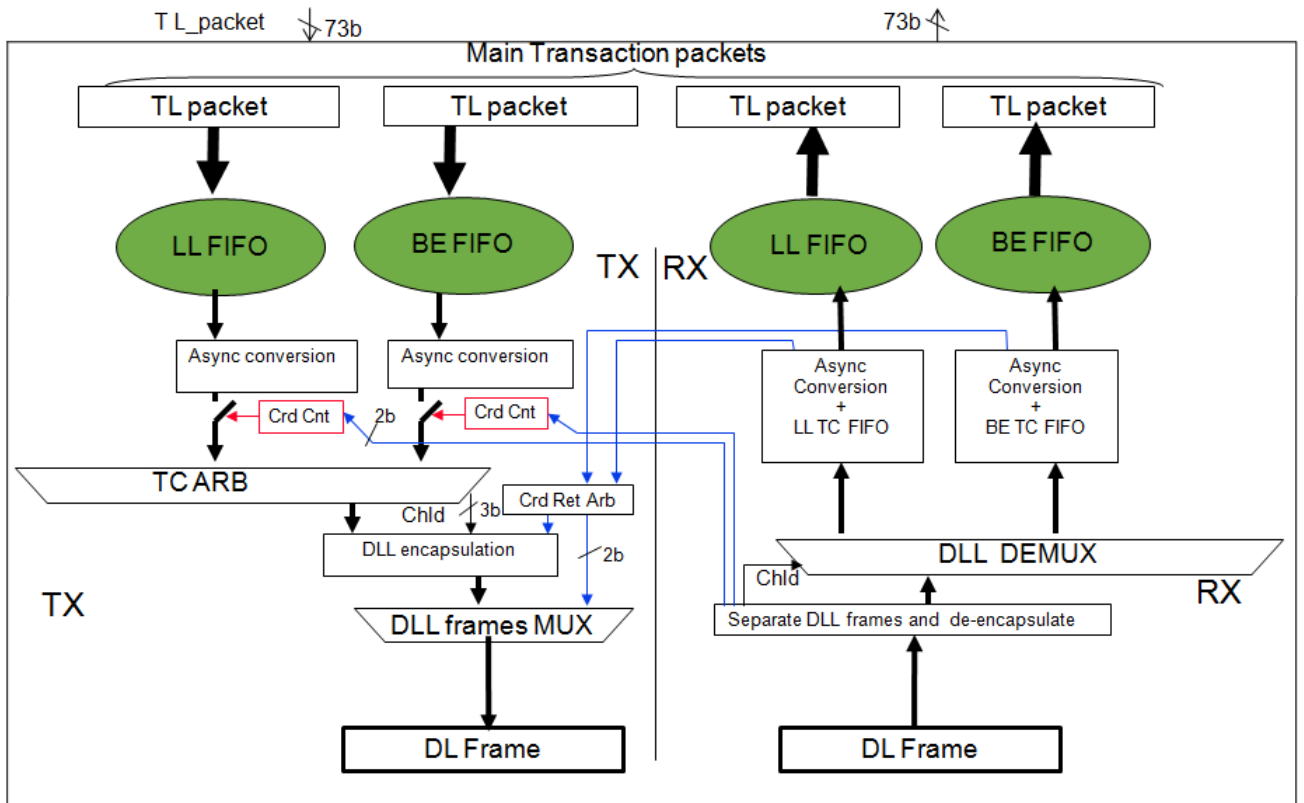 T L_packet
73b
73b
Main Transaction packets
TL packet
TL packet
TL packet
TL packet
LL FIFO
BE FIFO
TX
RX
LL FIFO
BE FIFO
Async conversion
Async conversion
Async
Conversion
+
LL TC FIFO
Async
Conversion
+
BE TC FIFO
Crd Cnt
2b
Crd Cnt
TC ARB
ChId
3b
Crd Ret Arb
DLL encapsulation
2b
DLL DEMUX
ChId
RX
TX
DLL frames MUX
Separate DLL frames and de-encapsulate
DL Frame
DL Frame